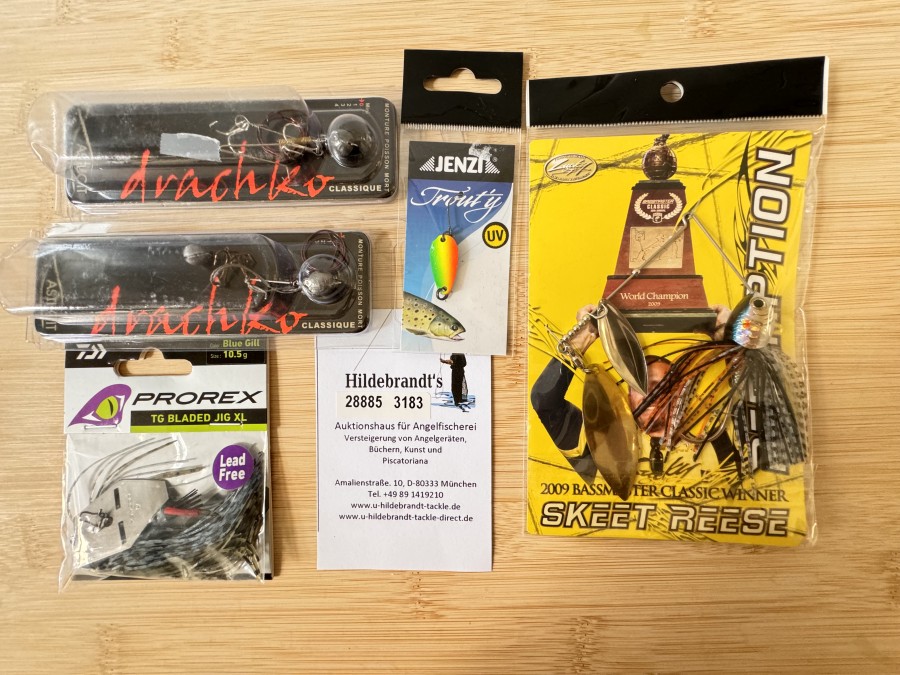 drachko
CLASSIQUE
MONTURE POISSON MORT
drachko
CLASSIQUE
MONTURE POISSON MORT
JENZI
Trout'y
UV
World Champion
2009
2009 BASSMASTER CLASSIC WINNER
SKEET REESE
Blue Gill
Size: 10.5g
PROREX
TG BLADED JIG XL
Lead
Free
Hildebrandt's
28885 3183
Auktionshaus für Angelfischerei
Versteigerung von Angelgeräten,
Büchern, Kunst und
Piscatoriana
Amalienstraße 10, D-80333 München
Tel. +49 89 1419210
www.u-hildebrandt-tackle.de
www.u-hildebrandt-tackle-direct.de